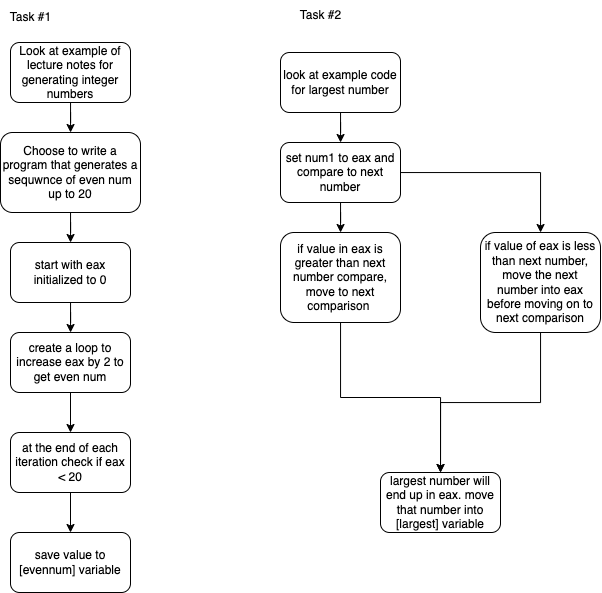 Task #1
Look at example of
lecture notes for
generating integer
numbers
Choose to write a
program that generates a
sequwnce of even num
up to 20
start with eax
initialized to 0
create a loop to
increase eax by 2 to
get even num
at the end of each
iteration check if eax
< 20
save value to
[evennum] variable
Task #2
look at example code
for largest number
set num1 to eax and
compare to next
number
if value in eax is
greater than next
number compare,
move to next
comparison
if value of eax is less
than next number,
move the next
number into eax
before moving on to
next comparison
largest number will
end up in eax. move
that number into
[largest] variable